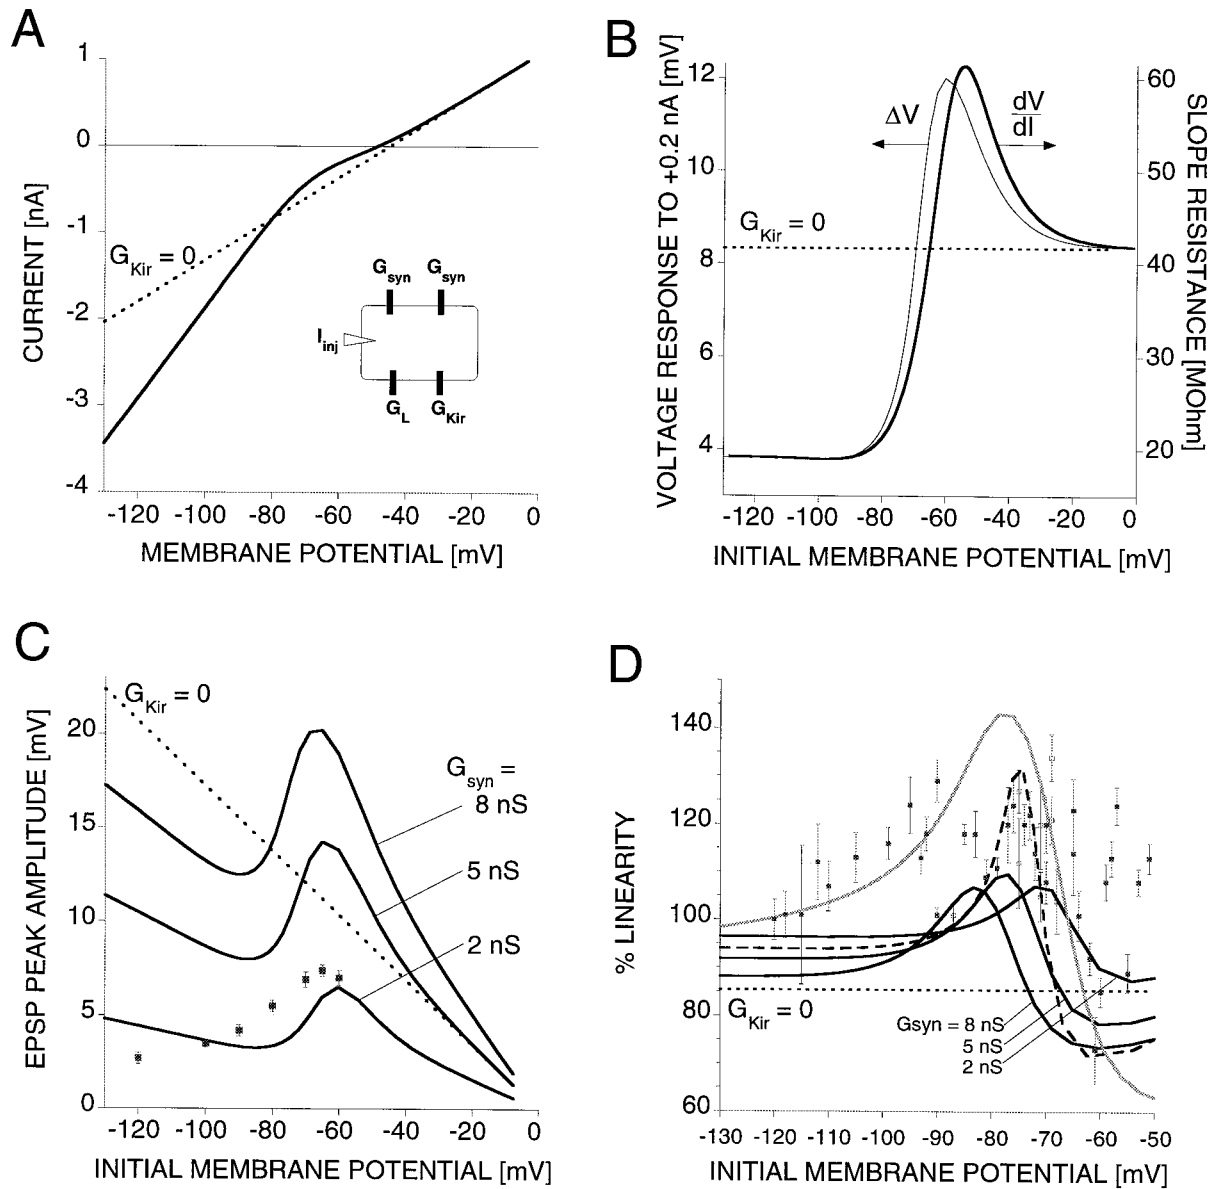 A
1
0
-1
-2
-3
-4
CURRENT [nA]
G_Kir = 0
G_syn G_syn
I_inj
G_L G_Kir
-120 -100 -80 -60 -40 -20 0
MEMBRANE POTENTIAL [mV]
B
VOLTAGE RESPONSE TO +0.2 nA [mV]
12
10
8
6
4
G_Kir = 0
ΔV
dV
dI
60
50
40
30
20
SLOPE RESISTANCE [MOhm]
-120 -100 -80 -60 -40 -20 0
INITIAL MEMBRANE POTENTIAL [mV]
C
EPSP PEAK AMPLITUDE [mV]
20
15
10
5
0
G_Kir = 0
G_syn =
8 nS
5 nS
2 nS
-120 -100 -80 -60 -40 -20 0
INITIAL MEMBRANE POTENTIAL [mV]
D
% LINEARITY
140
120
100
80
60
G_Kir = 0
Gsyn = 8 nS
5 nS
2 nS
-130 -120 -110 -100 -90 -80 -70 -60 -50
INITIAL MEMBRANE POTENTIAL [mV]